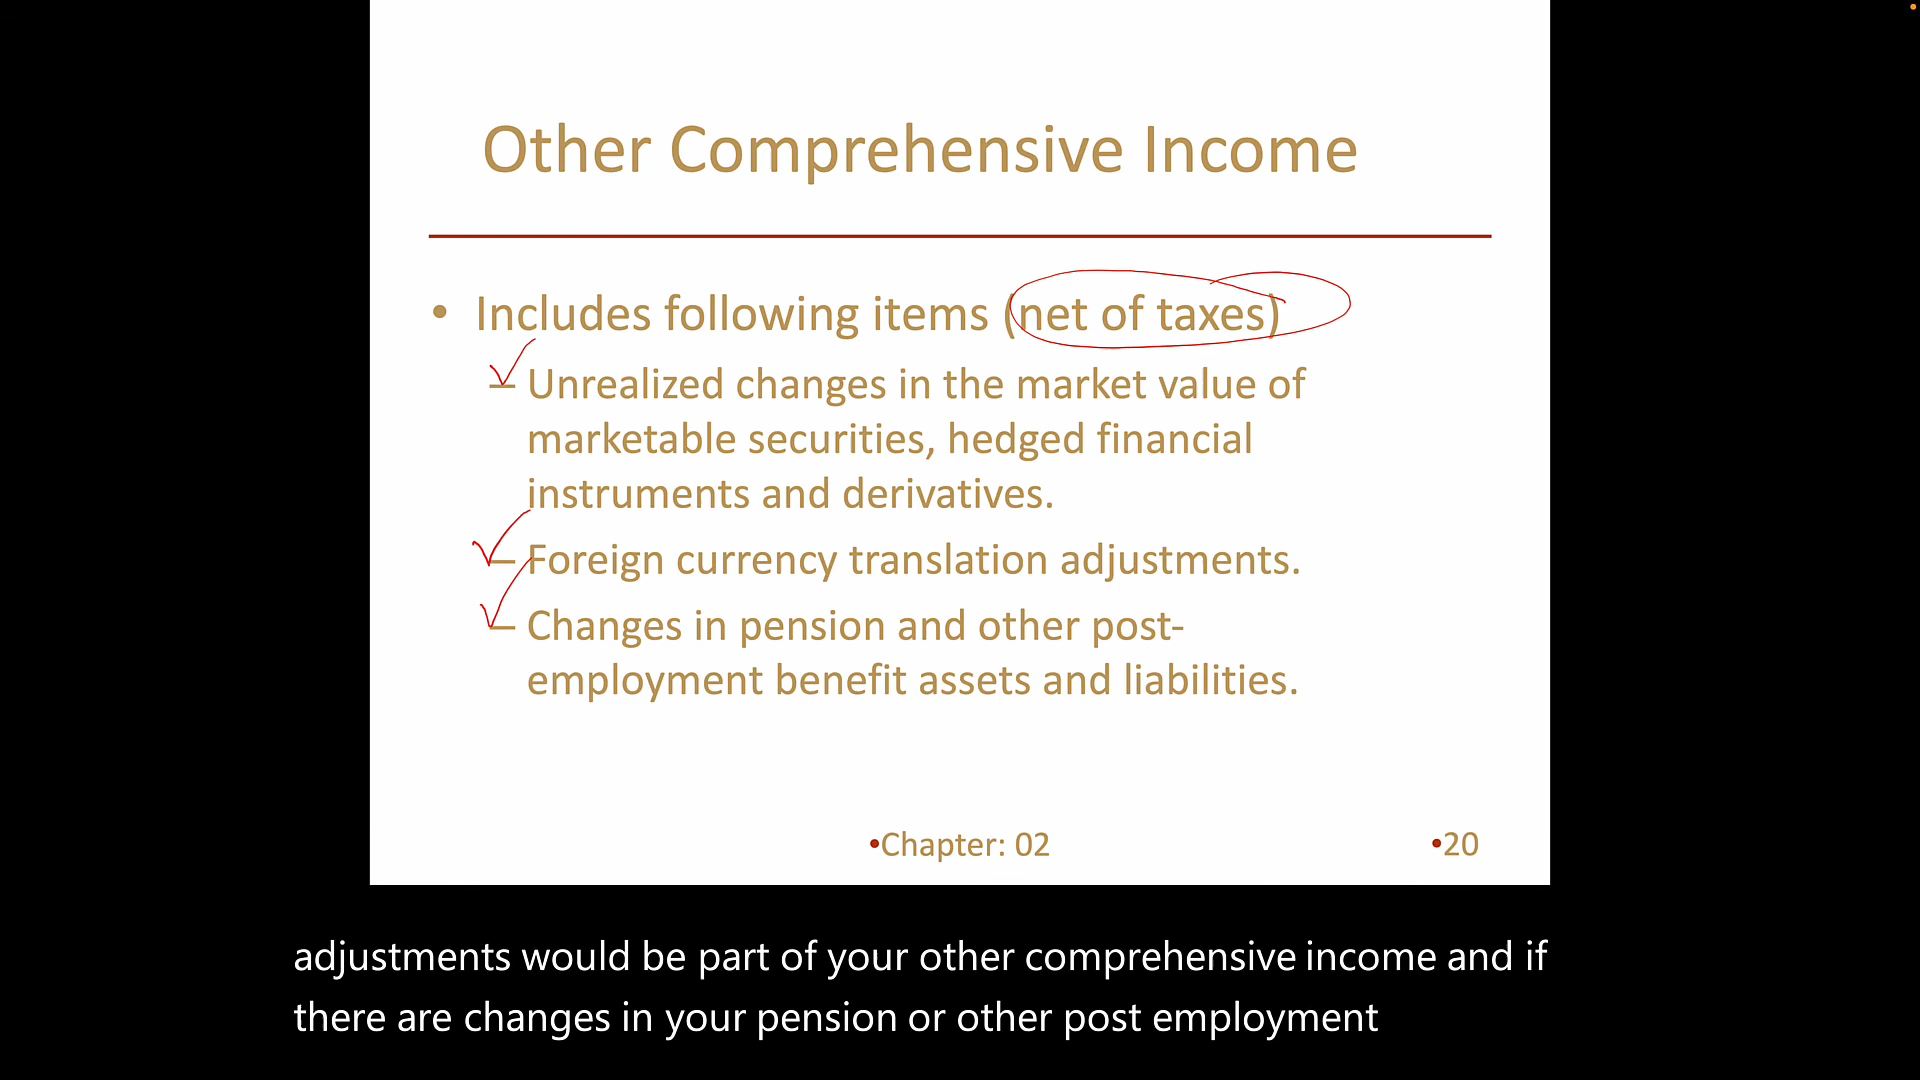 Other Comprehensive Income
• Includes following items (net of taxes)
– Unrealized changes in the market value of
marketable securities, hedged financial
instruments and derivatives.
– Foreign currency translation adjustments.
– Changes in pension and other post-
employment benefit assets and liabilities.
•Chapter: 02
•20
adjustments would be part of your other comprehensive income and if
there are changes in your pension or other post employment